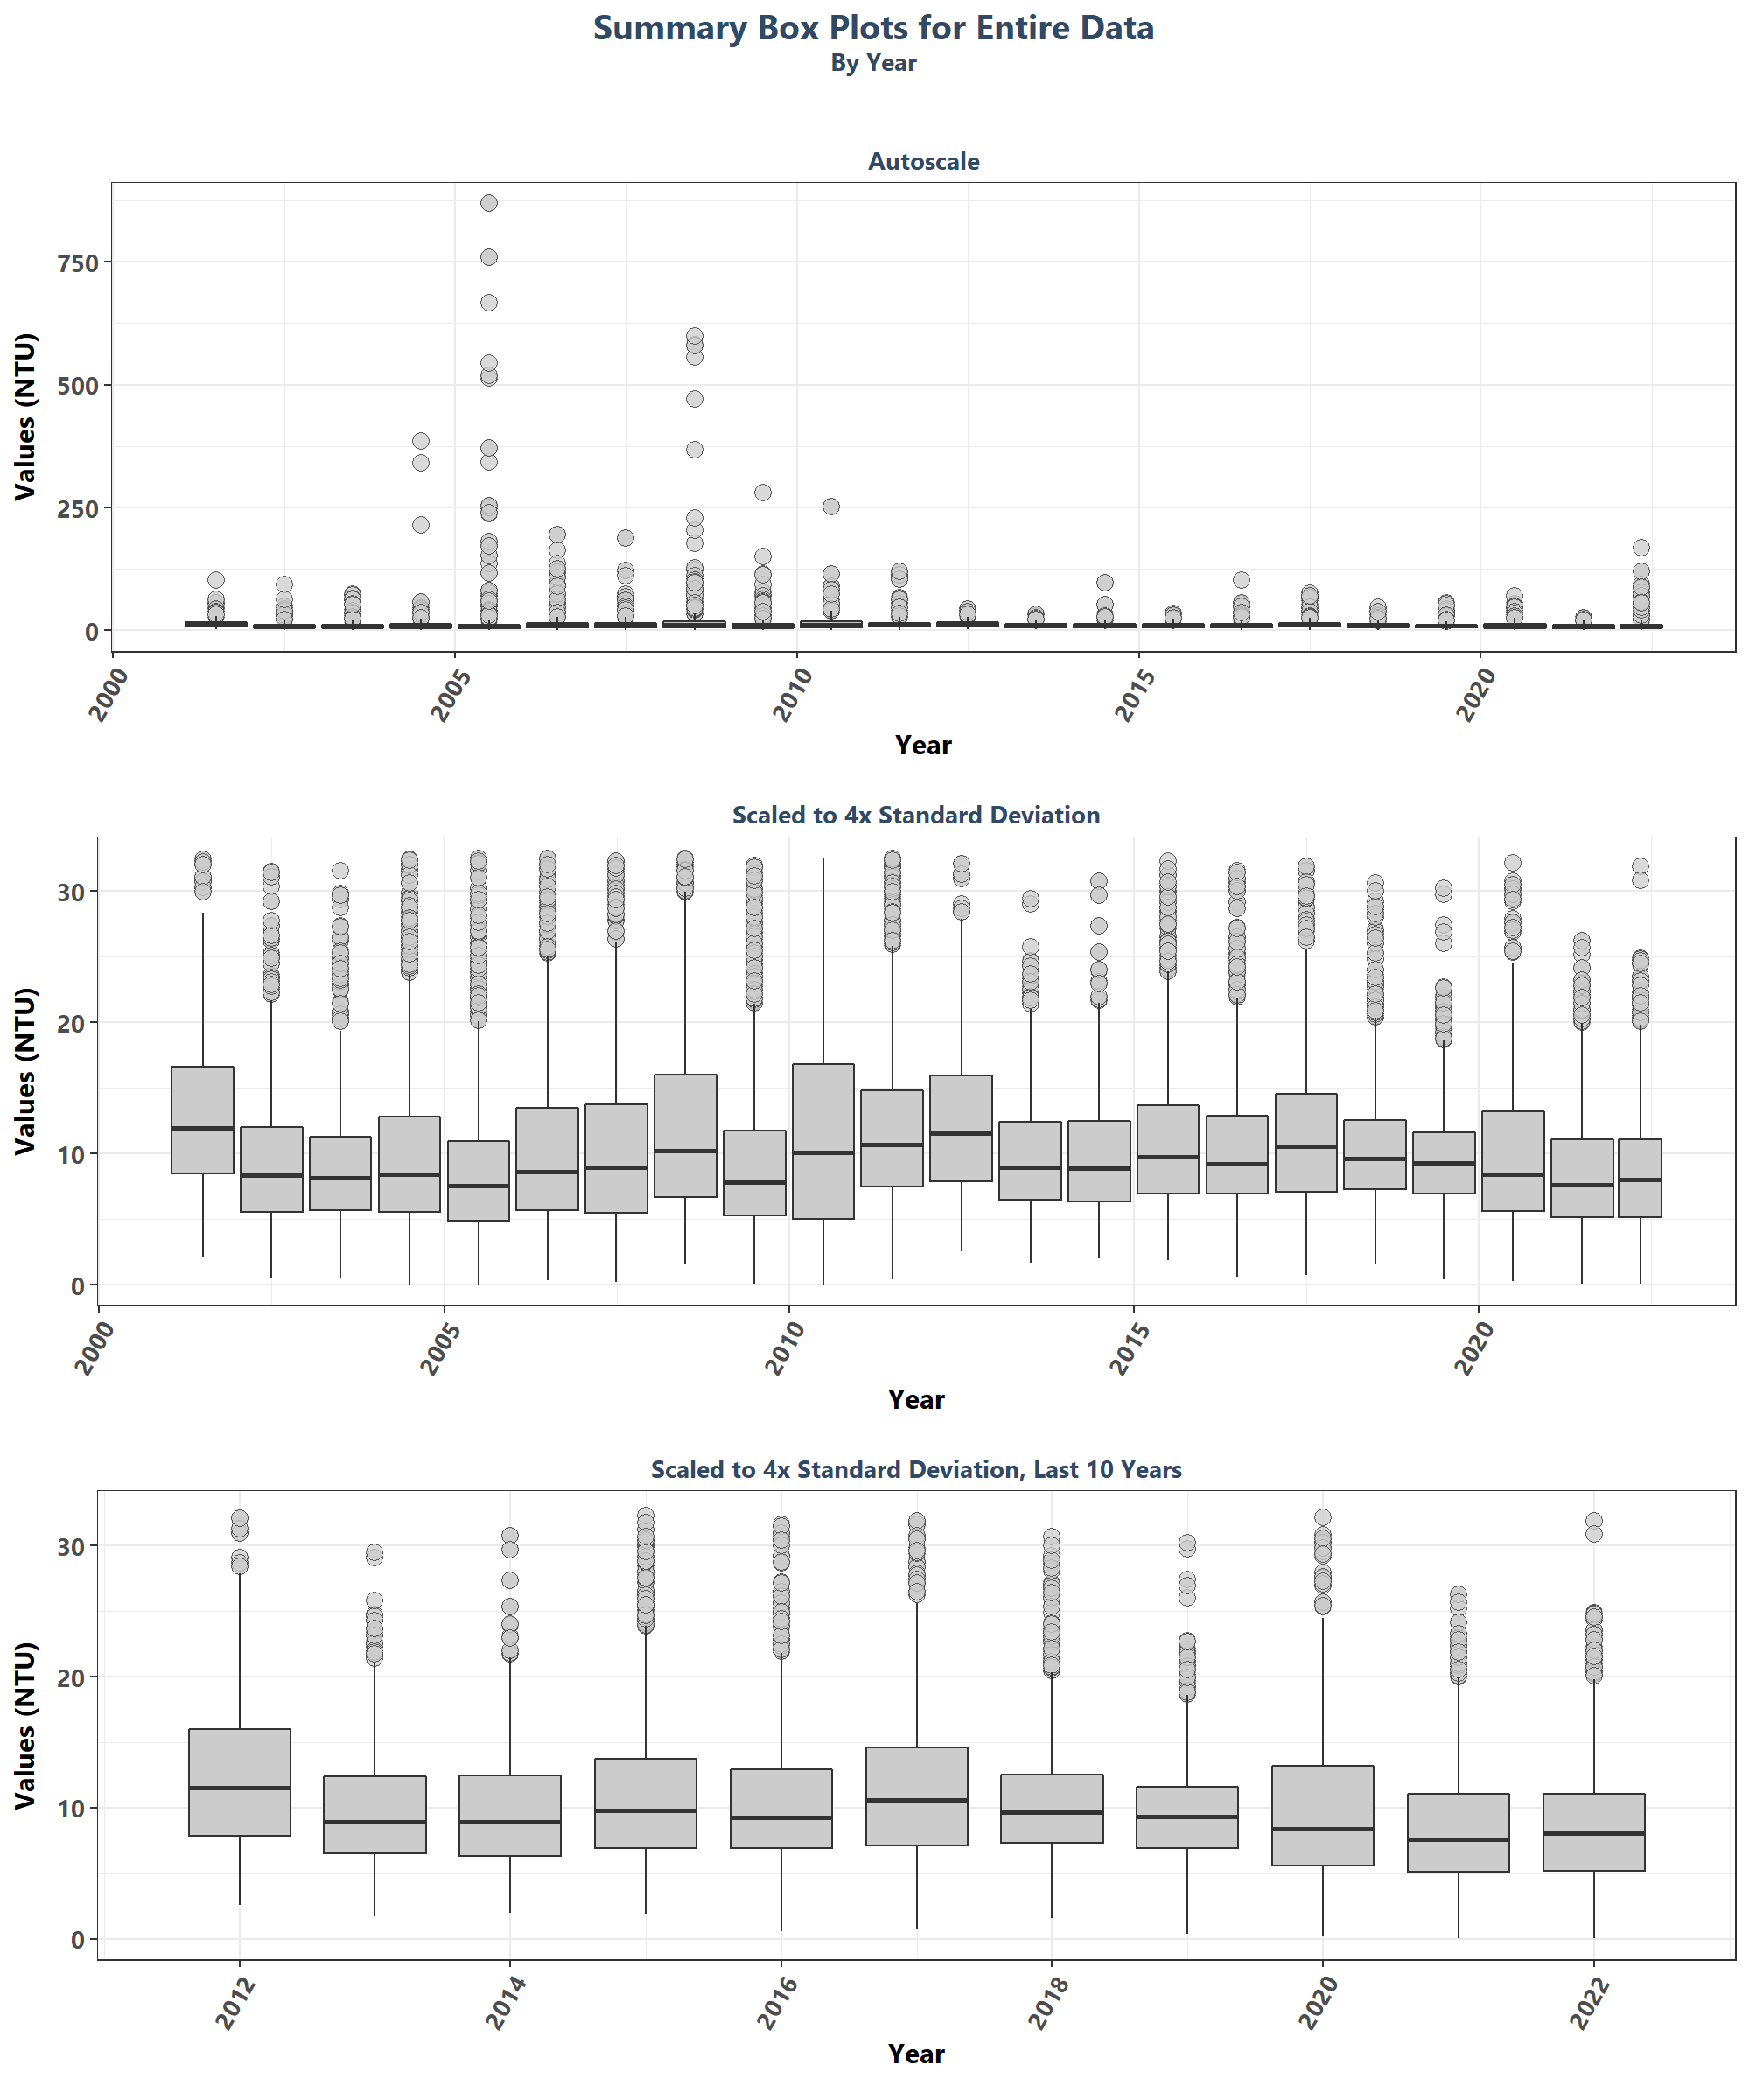 Summary Box Plots for Entire Data
By Year
Autoscale
Values (NTU)
750
500
250
0
2000
2005
2010
2015
2020
Year
Scaled to 4x Standard Deviation
Values (NTU)
30
20
10
0
2000
2005
2010
2015
2020
Year
Scaled to 4x Standard Deviation, Last 10 Years
Values (NTU)
30
20
10
0
2012
2014
2016
2018
2020
2022
Year